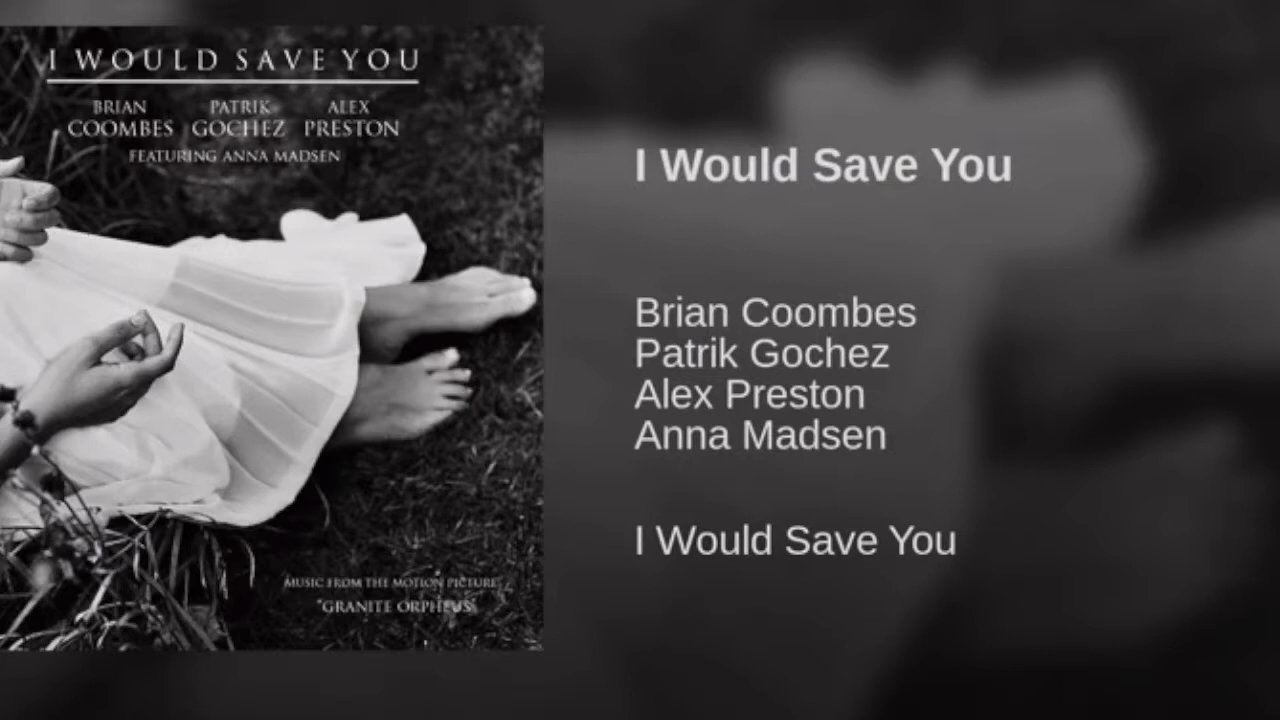 I WOULD SAVE YOU
BRIAN PATRIK ALEX
COOMBES GOCHEZ PRESTON
FEATURING ANNA MADSEN
MUSIC FROM THE MOTION PICTURE
"GRANITE ORPHEUS"
I Would Save You
Brian Coombes
Patrik Gochez
Alex Preston
Anna Madsen
I Would Save You